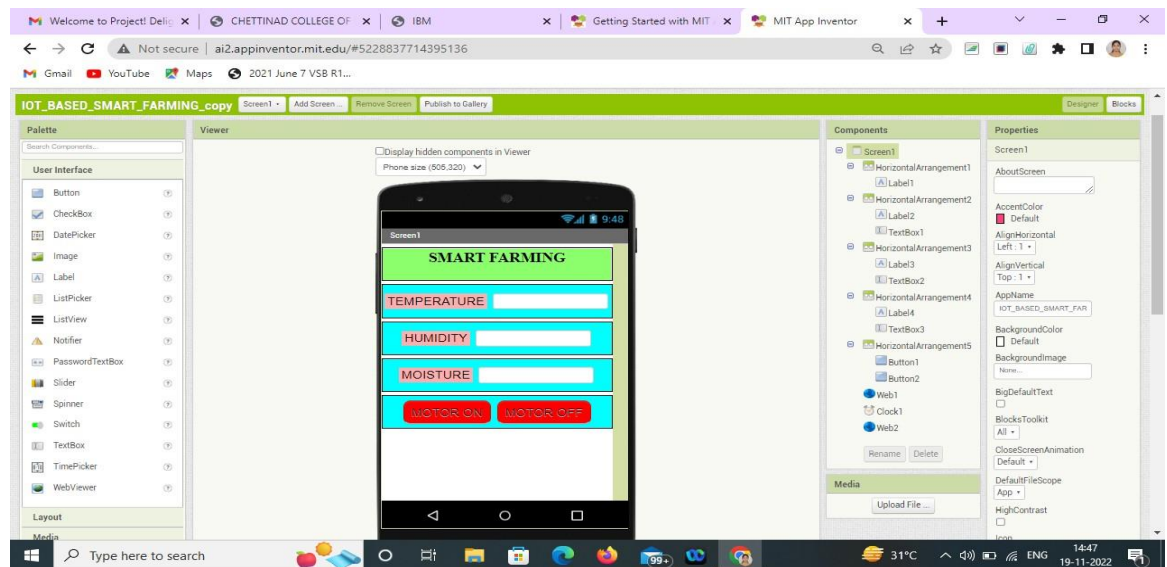 Welcome to Project! Delig
CHETTINAD COLLEGE OF
IBM
Getting Started with MIT
MIT App Inventor
Not secure | ai2.appinventor.mit.edu/#5228837714395136
Gmail YouTube Maps 2021 June 7 VSB R1...
IOT_BASED_SMART_FARMING_copy Screen1 Add Screen ... Remove Screen Publish to Gallery Designer Blocks
Palette
Search Components...
User Interface
Button
CheckBox
DatePicker
Image
Label
ListPicker
ListView
Notifier
PasswordTextBox
Slider
Spinner
Switch
TextBox
TimePicker
WebViewer
Layout
Media
Viewer
Display hidden components in Viewer
Phone size (505,320)
9:48
Screen1
SMART FARMING
TEMPERATURE
HUMIDITY
MOISTURE
MOTOR ON MOTOR OFF
Components
Screen1
HorizontalArrangement1
Label1
HorizontalArrangement2
Label2
TextBox1
HorizontalArrangement3
Label3
TextBox2
HorizontalArrangement4
Label4
TextBox3
HorizontalArrangement5
Button1
Button2
Web1
Clock1
Web2
Rename Delete
Media
Upload File ...
Properties
Screen1
AboutScreen
AccentColor
Default
AlignHorizontal
Left : 1
AlignVertical
Top : 1
AppName
IOT_BASED_SMART_FAR
BackgroundColor
Default
BackgroundImage
None...
BigDefaultText
BlocksToolkit
All
CloseScreenAnimation
Default
DefaultFileScope
App
HighContrast
Icon
Type here to search
99+
31°C ENG
14:47
19-11-2022
1